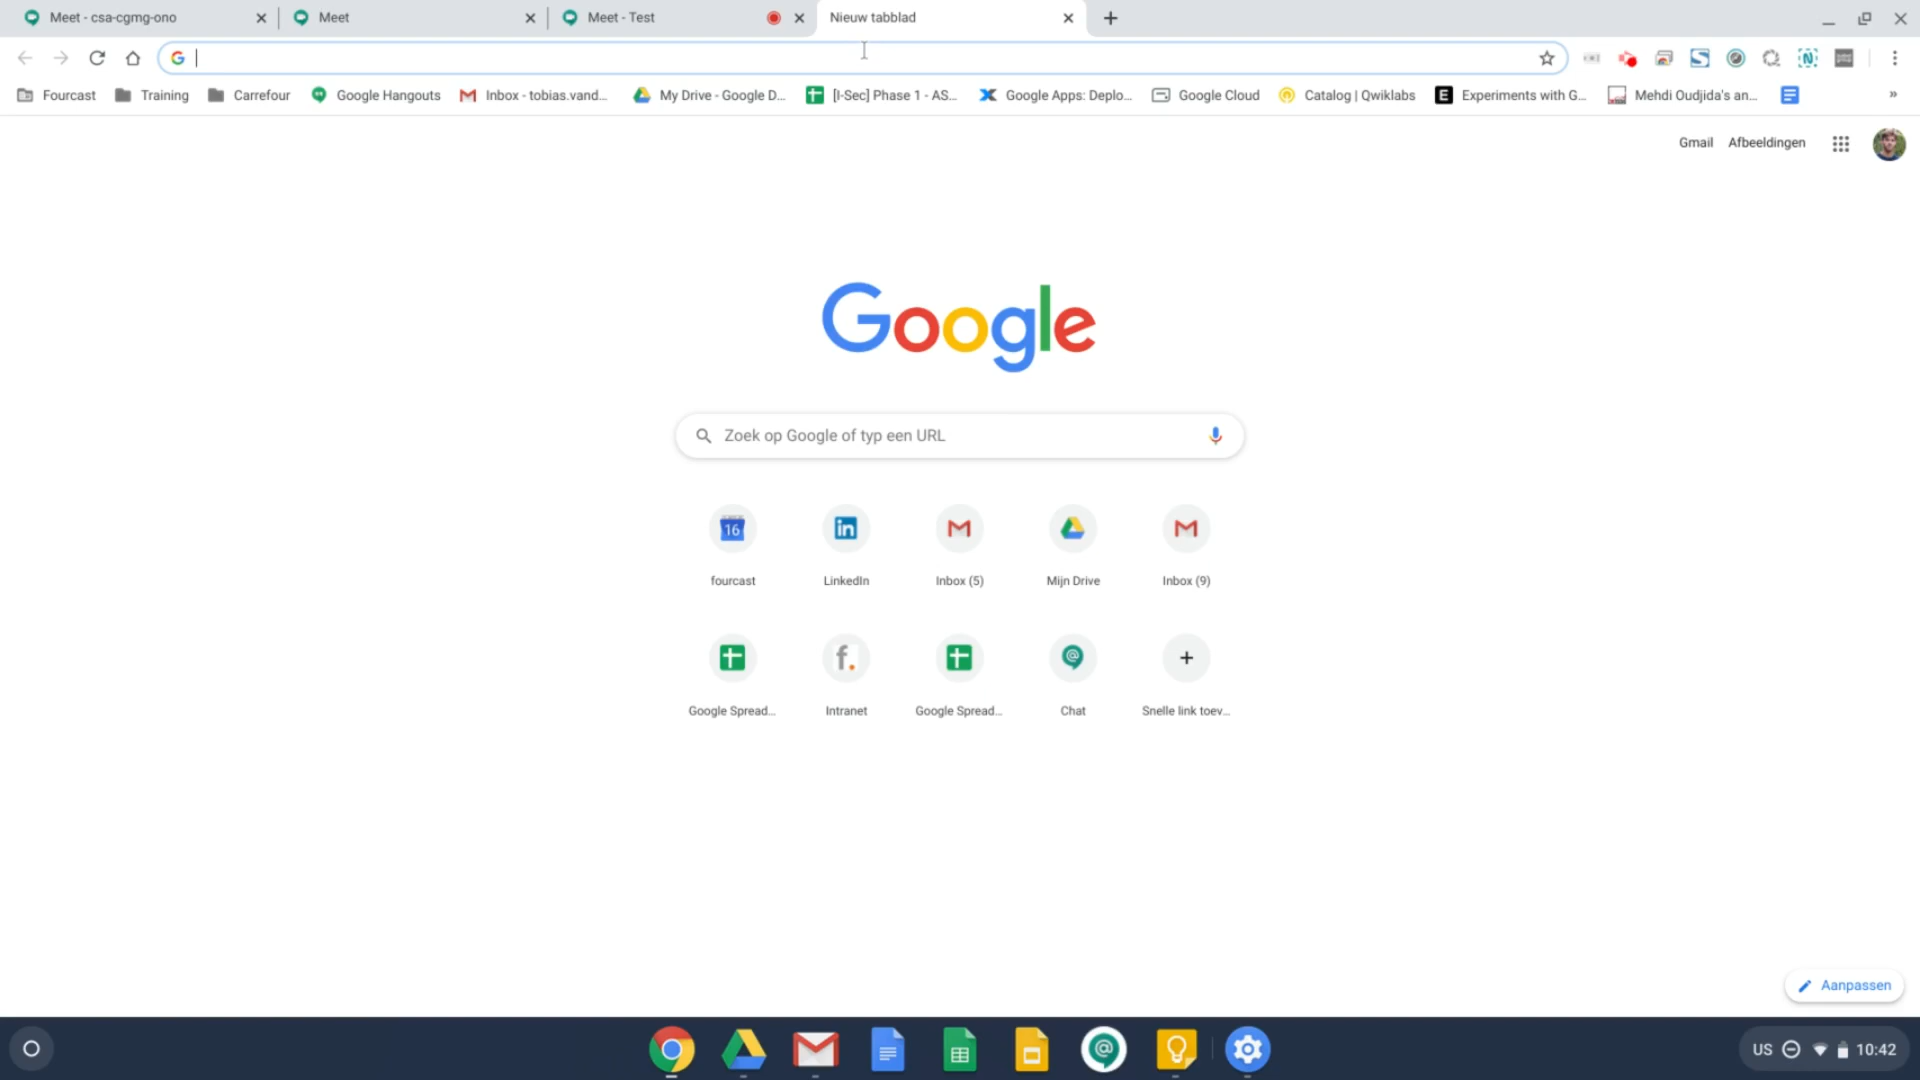 Meet - csa-cgmg-ono
Meet
Meet - Test
Nieuw tabblad
Fourcast
Training
Carrefour
Google Hangouts
Inbox - tobias.vand...
My Drive - Google D...
[I-Sec] Phase 1 - AS...
Google Apps: Deplo...
Google Cloud
Catalog | Qwiklabs
Experiments with G...
Mehdi Oudjida's an...
»
Gmail
Afbeeldingen
Google
Zoek op Google of typ een URL
16
fourcast
LinkedIn
Inbox (5)
Mijn Drive
Inbox (9)
Google Spread...
Intranet
Google Spread...
Chat
Snelle link toev...
Aanpassen
US
10:42